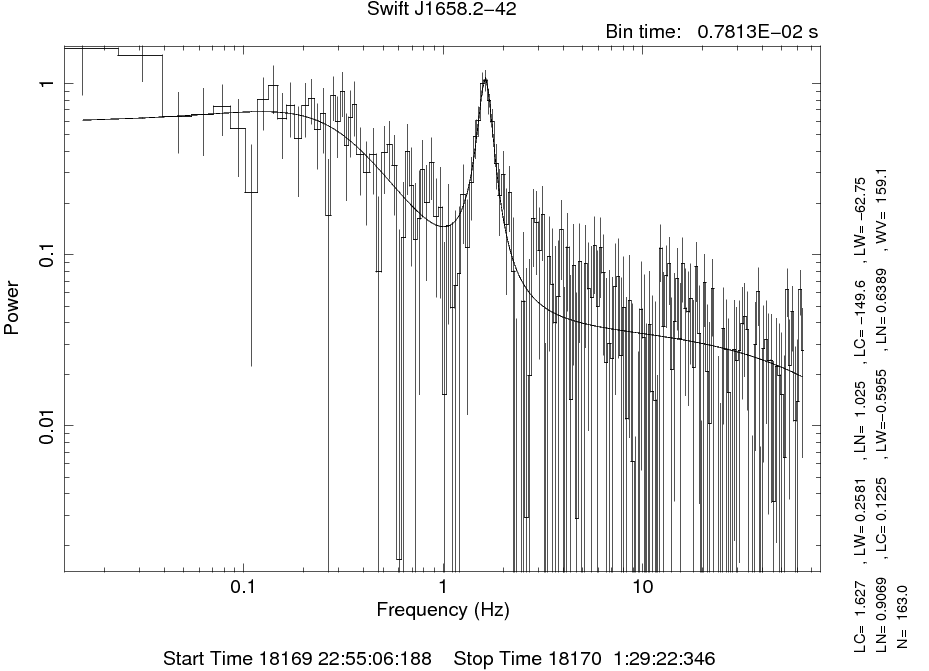 Swift J1658.2−42
Bin time: 0.7813E−02 s
1
0.1
0.01
Power
0.1 1 10
Frequency (Hz)
Start Time 18169 22:55:06:188 Stop Time 18170 1:29:22:346
LC= 1.627 , LW= 0.2581 , LN= 1.025 , LC= −149.6 , LW= −62.75
LN= 0.9069 , LC= 0.1225 , LW=−0.5955 , LN= 0.6389 , WV= 159.1
N= 163.0